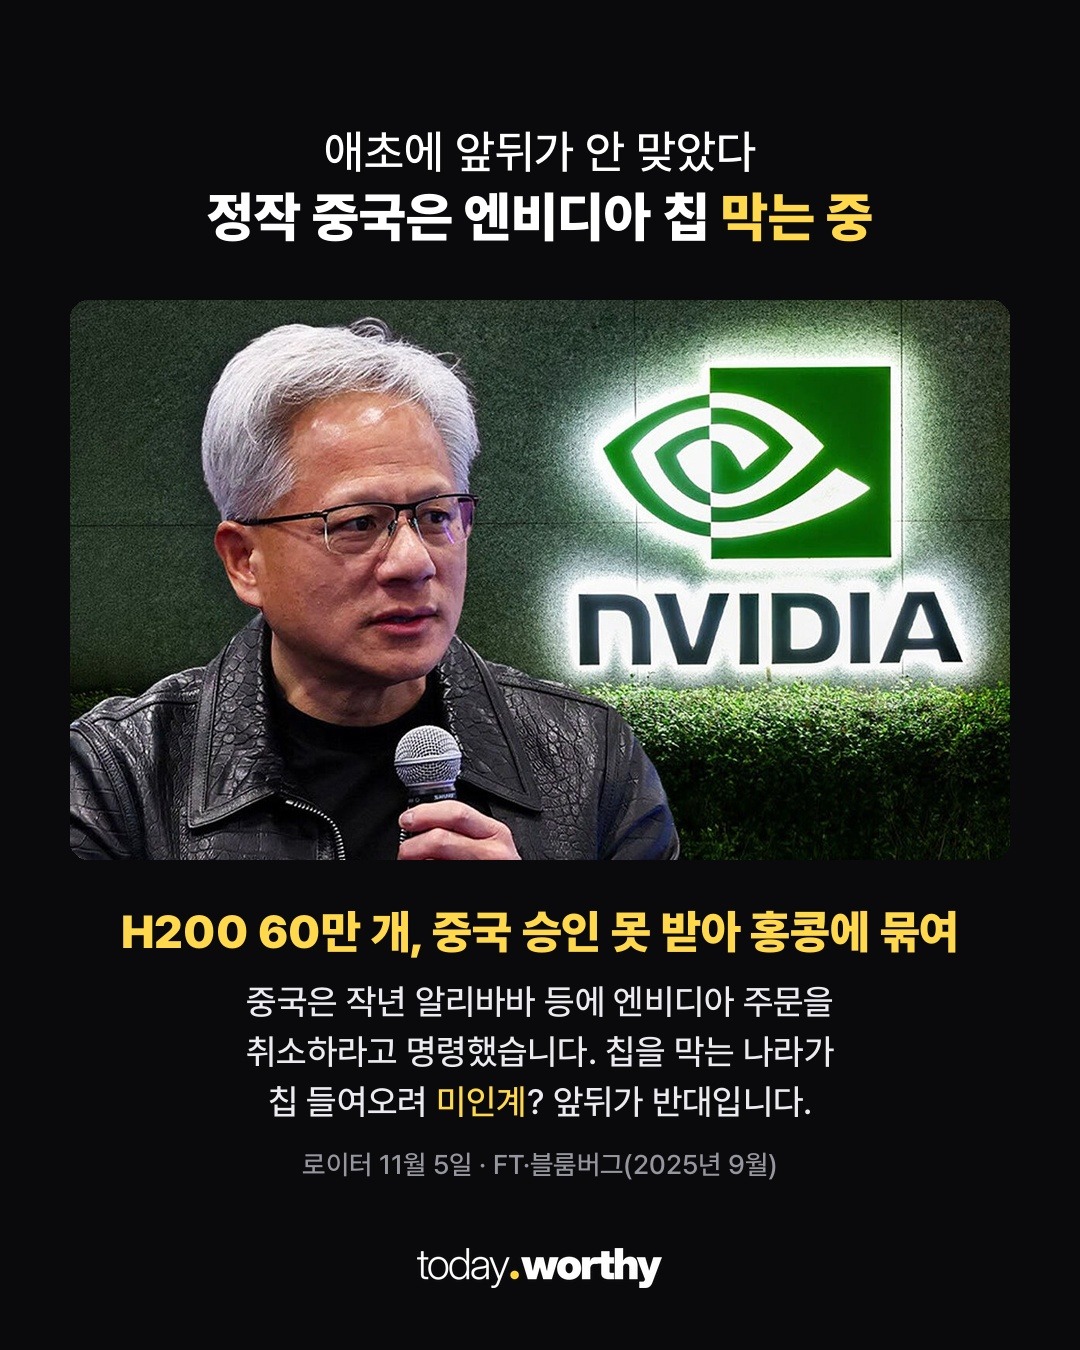 애초에 앞뒤가 안 맞았다
정작 중국은 엔비디아 칩 막는 중
NVIDIA
H200 60만 개, 중국 승인 못 받아 홍콩에 묶여
중국은 작년 알리바바 등에 엔비디아 주문을
취소하라고 명령했습니다. 칩을 막는 나라가
칩 들여오려 미인계? 앞뒤가 반대입니다.
로이터 11월 5일 · FT·블룸버그(2025년 9월)
today.worthy